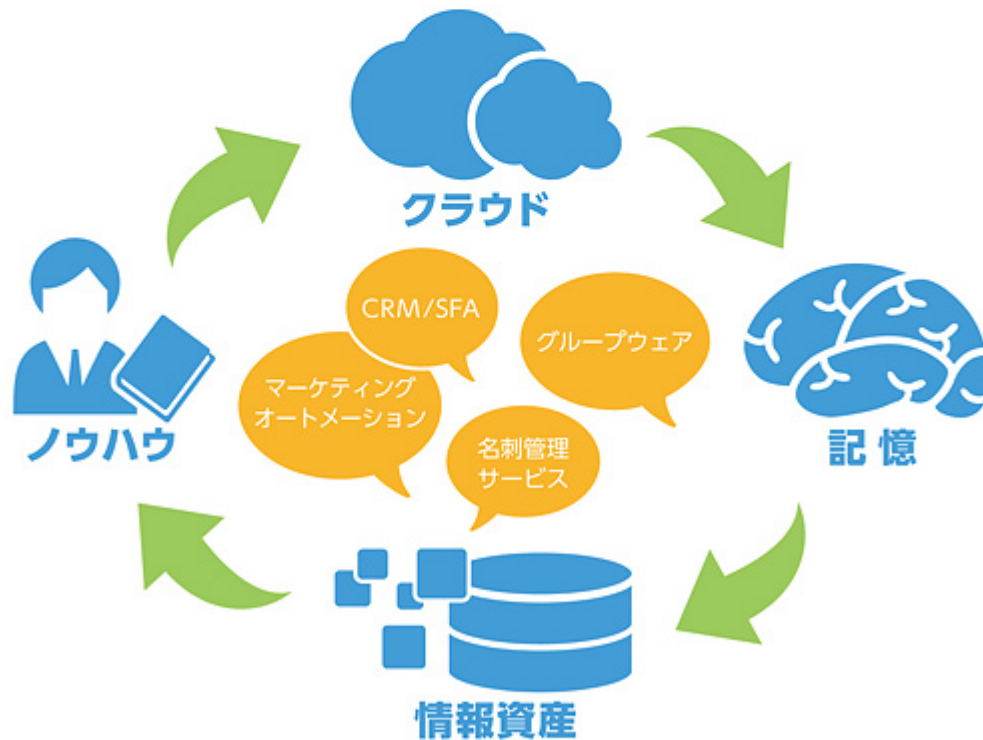 クラウド
CRM/SFA
グループウェア
マーケティング
オートメーション
名刺管理
サービス
ノウハウ
記憶
情報資産